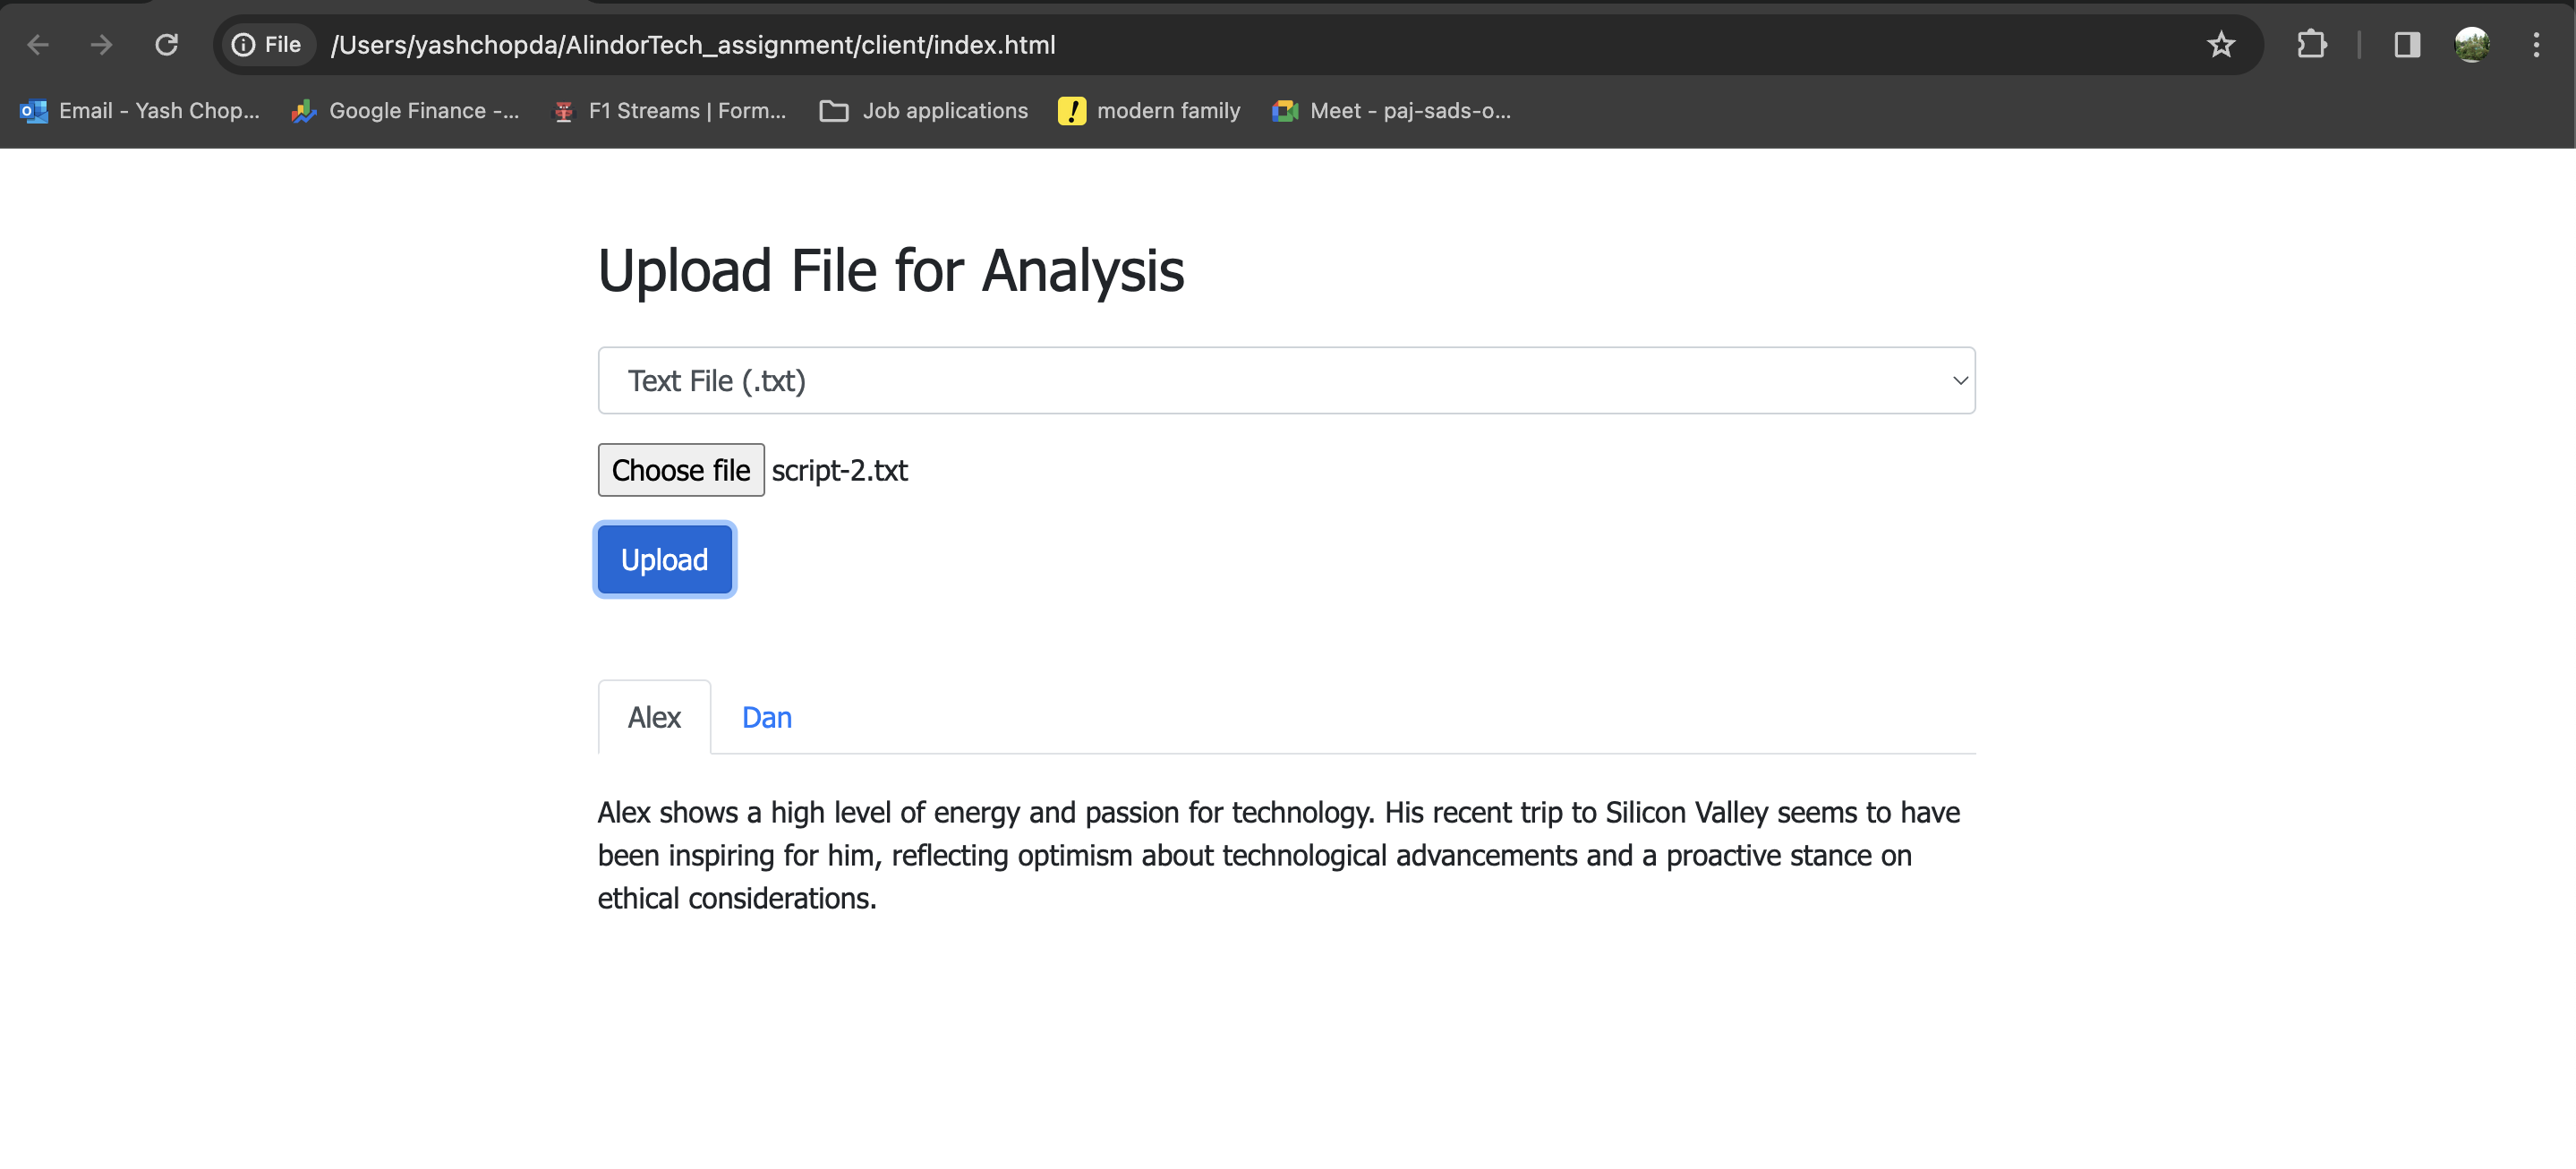 File /Users/yashchopda/AlindorTech_assignment/client/index.html
Email - Yash Chop... Google Finance -... F1 Streams | Form... Job applications modern family Meet - paj-sads-o...
Upload File for Analysis
Text File (.txt)
Choose file script-2.txt
Upload
Alex Dan
Alex shows a high level of energy and passion for technology. His recent trip to Silicon Valley seems to have
been inspiring for him, reflecting optimism about technological advancements and a proactive stance on
ethical considerations.